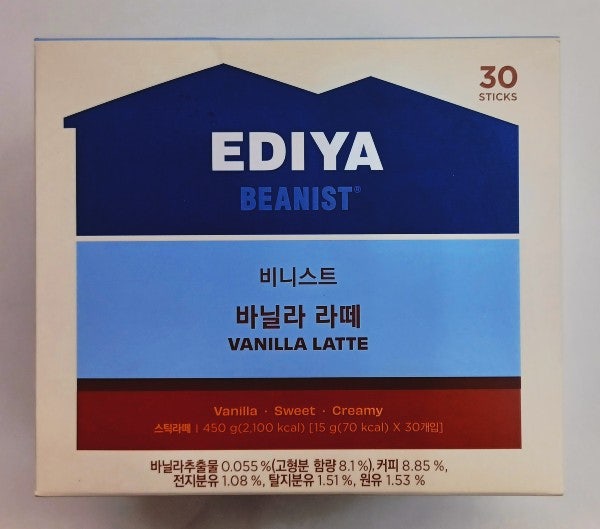 30
STICKS
EDIYA
BEANIST®
비니스트
바닐라 라떼
VANILLA LATTE
Vanilla · Sweet · Creamy
스틱라떼 | 450 g(2,100 kcal) [15 g(70 kcal) X 30개입]
바닐라추출물 0.055 %(고형분 함량 8.1 %), 커피 8.85 %,
전지분유 1.08 %, 탈지분유 1.51 %, 원유 1.53 %